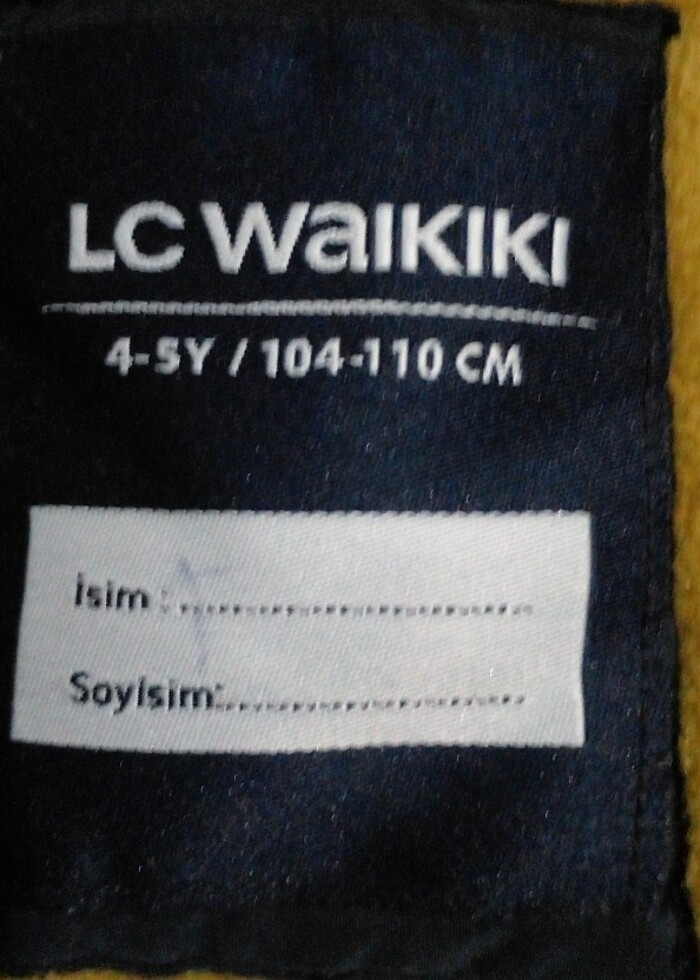 LC WAIKIKI
4-5Y / 104-110 CM
isim :..............................
Soyisim:..............................